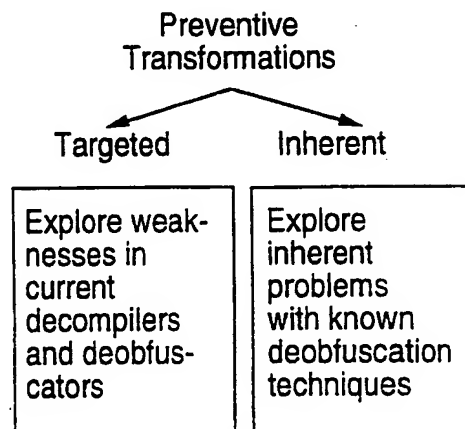 Preventive
Transformations
Targeted
Inherent
Explore weak-
nesses in
current
decompilers
and deobfus-
cators
Explore
inherent
problems
with known
deobfuscation
techniques